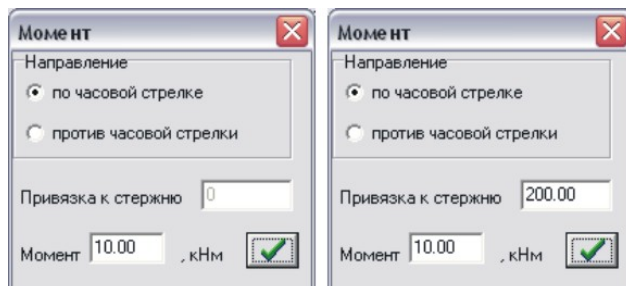 Момент
Направление
по часовой стрелке
против часовой стрелки
Привязка к стержню 0
Момент 10.00 , кНм
Момент
Направление
по часовой стрелке
против часовой стрелки
Привязка к стержню 200.00
Момент 10.00 , кНм